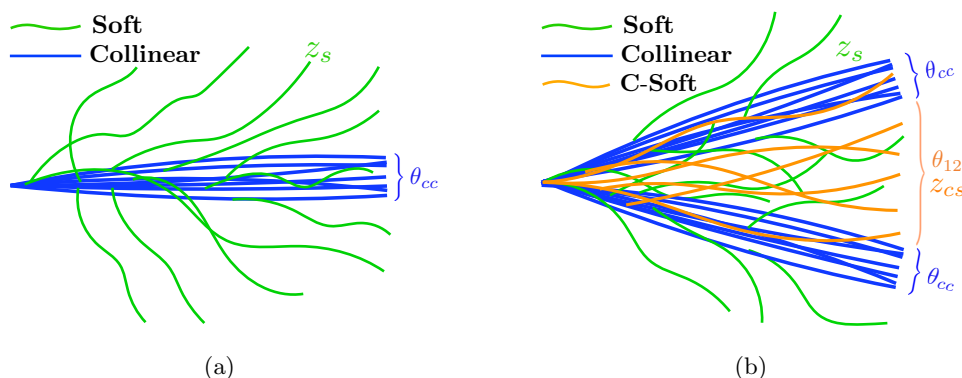 Soft
Collinear
z_s
θ_cc
(a)
Soft
Collinear
C-Soft
z_s
θ_cc
θ_12
z_cs
θ_cc
(b)